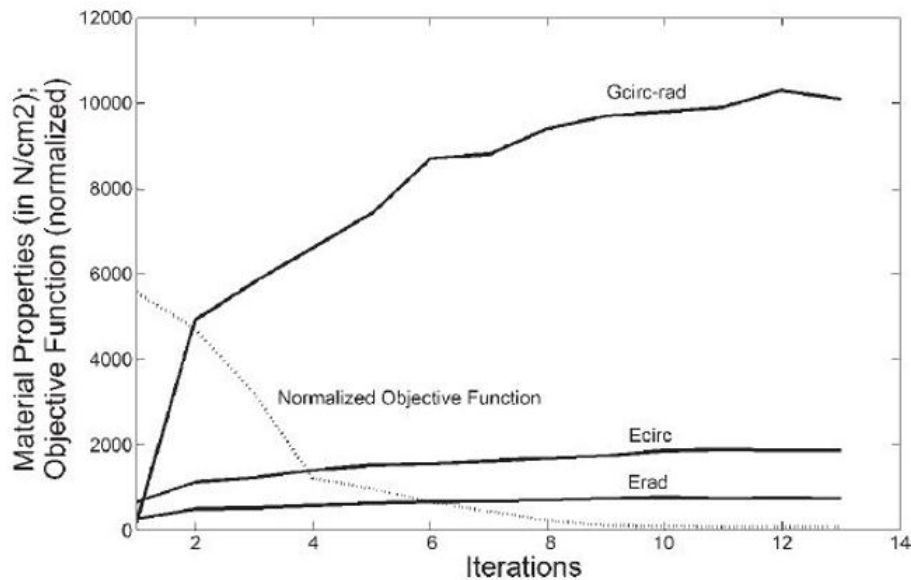 Material Properties (in N/cm2);
Objective Function (normalized)
12000
10000
8000
6000
4000
2000
0
Gcirc-rad
Normalized Objective Function
Ecirc
Erad
2
4
6
8
10
12
14
Iterations